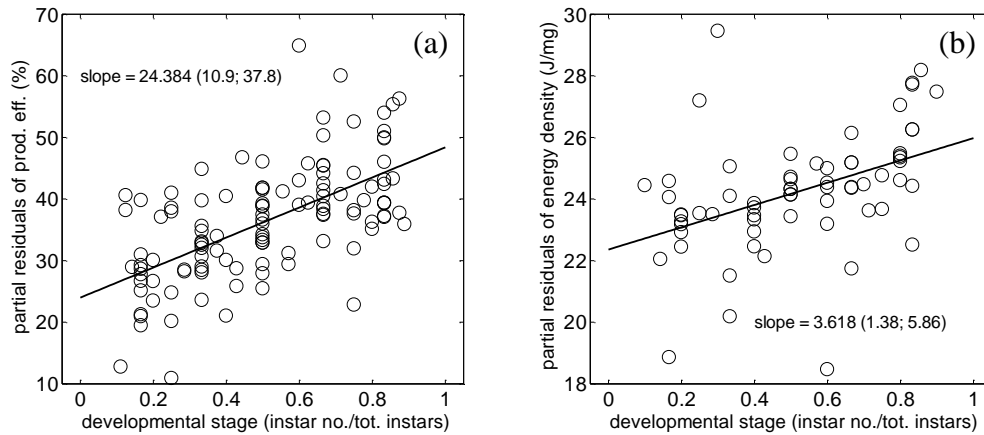 70
60
50
40
30
20
10
partial residuals of prod. eff. (%)
(a)
slope = 24.384 (10.9; 37.8)
0 0.2 0.4 0.6 0.8 1
developmental stage (instar no./tot. instars)
30
28
26
24
22
20
18
partial residuals of energy density (J/mg)
(b)
slope = 3.618 (1.38; 5.86)
0 0.2 0.4 0.6 0.8 1
developmental stage (instar no./tot. instars)